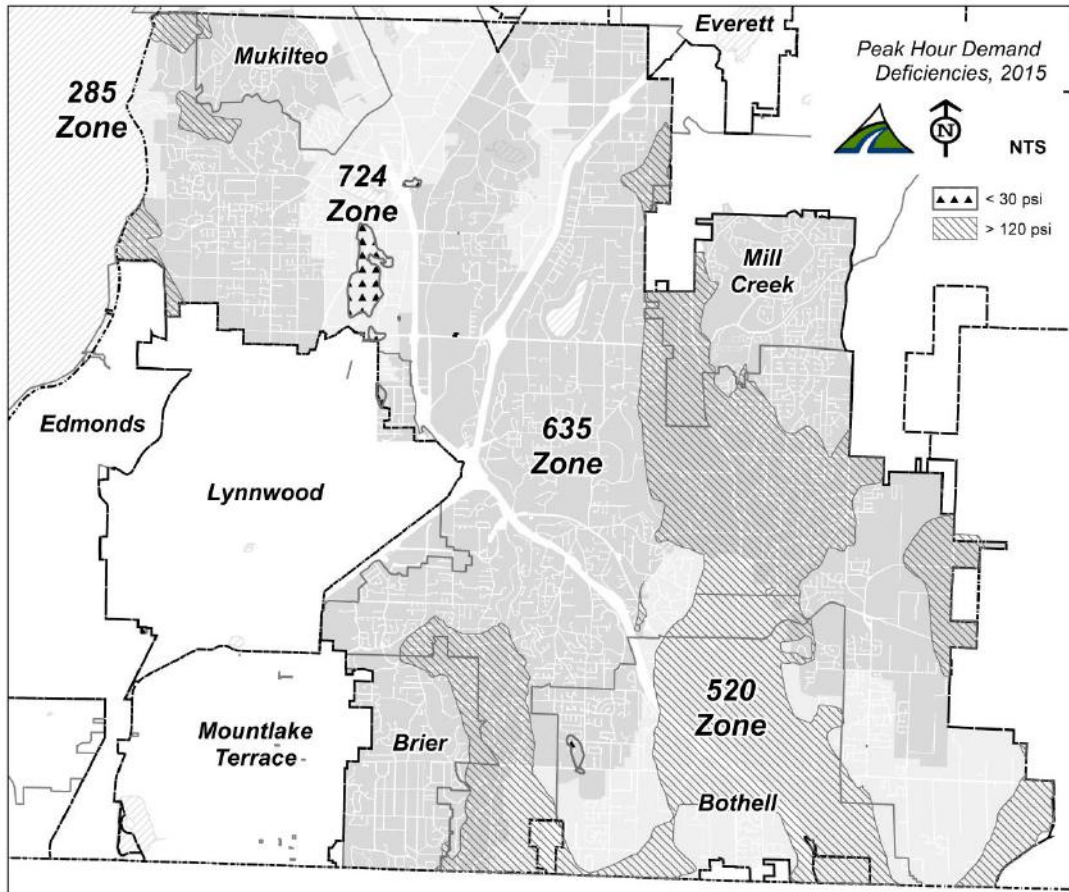 Everett
Peak Hour Demand
Deficiencies, 2015
Mukilteo
285
Zone
N
NTS
724
Zone
< 30 psi
> 120 psi
Mill
Creek
Edmonds
635
Zone
Lynnwood
520
Zone
Mountlake
Terrace
Brier
Bothell